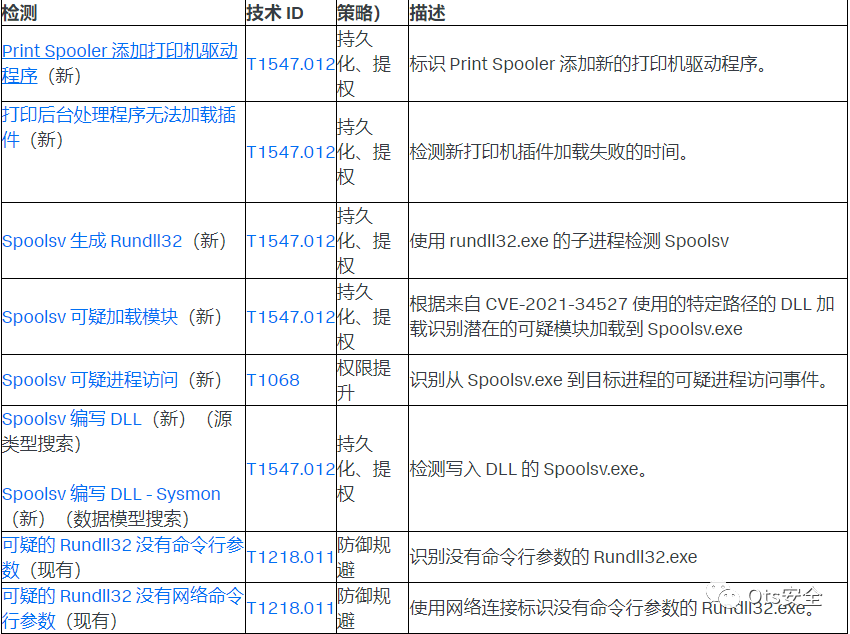 检测 技术 ID 策略） 描述
Print Spooler 添加打印机驱动
程序（新）
T1547.012
持久
化、提
权
标识 Print Spooler 添加新的打印机驱动程序。
打印后台处理程序无法加载插
件（新）
T1547.012
持久
化、提
权
检测新打印机插件加载失败的时间。
Spoolsv 生成 Rundll32（新）
T1547.012
持久
化、提
权
使用 rundll32.exe 的子进程检测 Spoolsv
Spoolsv 可疑加载模块（新）
T1547.012
持久
化、提
权
根据来自 CVE-2021-34527 使用的特定路径的 DLL 加
载识别潜在的可疑模块加载到 Spoolsv.exe
Spoolsv 可疑进程访问（新）
T1068
权限提
升
识别从 Spoolsv.exe 到目标进程的可疑进程访问事件。
Spoolsv 编写 DLL（新）（源
类型搜索）
Spoolsv 编写 DLL - Sysmon
（新）（数据模型搜索）
T1547.012
持久
化、提
权
检测写入 DLL 的 Spoolsv.exe。
可疑的 Rundll32 没有命令行参
数（现有）
T1218.011
防御规
避
识别没有命令行参数的 Rundll32.exe
可疑的 Rundll32 没有网络命令
行参数（现有）
T1218.011
防御规
避
使用网络连接标识没有命令行参数的 Rundll32.exe。
Ots安全